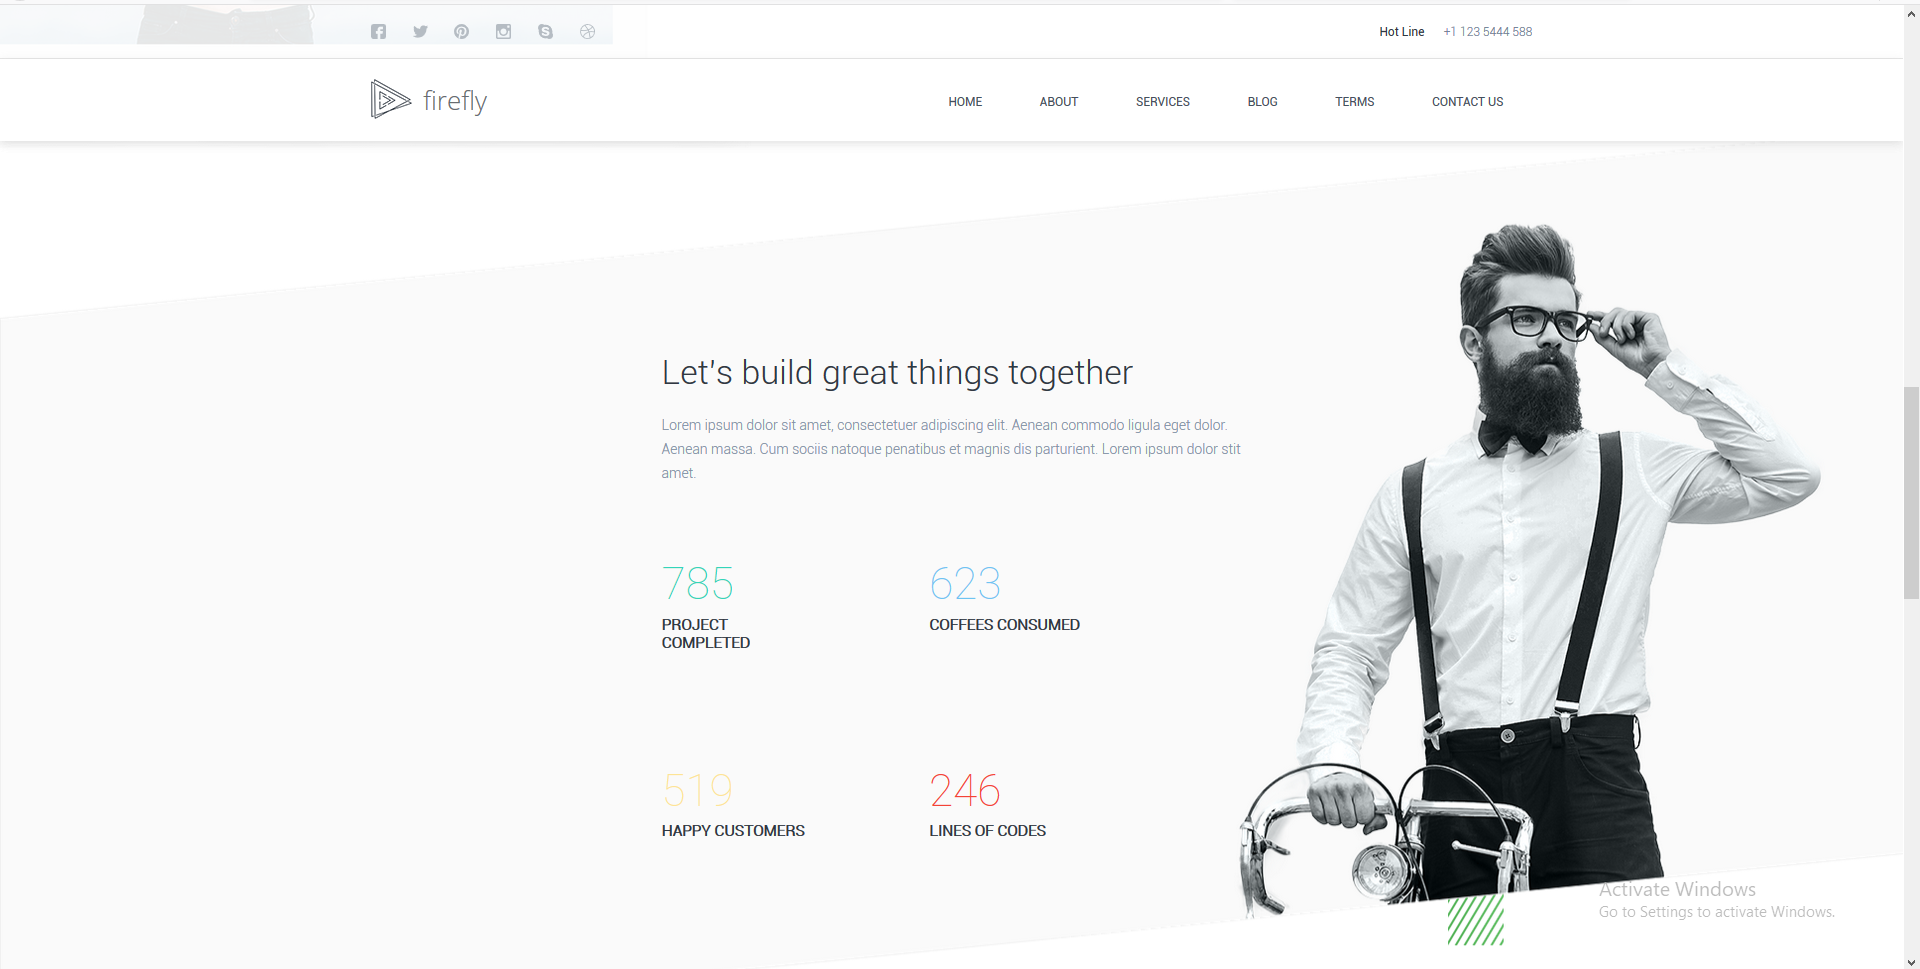 Hot Line +1 123 5444 588
firefly
HOME ABOUT SERVICES BLOG TERMS CONTACT US
Let's build great things together
Lorem ipsum dolor sit amet, consectetuer adipiscing elit. Aenean commodo ligula eget dolor.
Aenean massa. Cum sociis natoque penatibus et magnis dis parturient. Lorem ipsum dolor stit
amet.
785 623
PROJECT
COMPLETED
COFFEES CONSUMED
519 246
HAPPY CUSTOMERS LINES OF CODES
Activate Windows
Go to Settings to activate Windows.